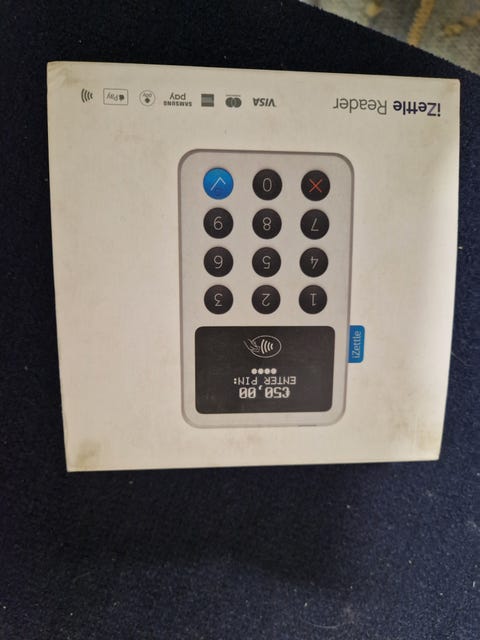 €50,00
ENTER PIN:
iZettle
1 2 3
4 5 6
7 8 9
0
iZettle Reader
VISA SAMSUNG pay pay Pay